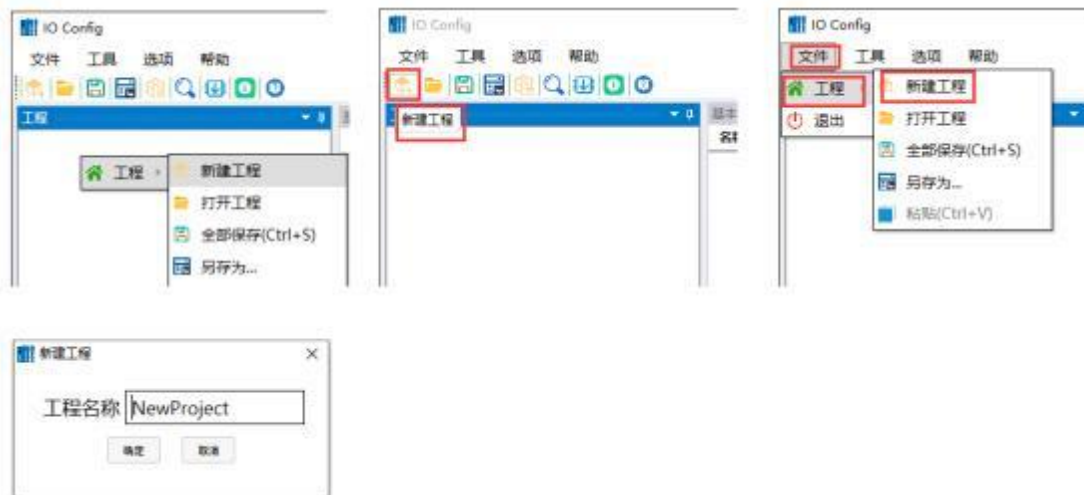 IO Config
文件 工具 选项 帮助
工程
工程
新建工程
打开工程
全部保存(Ctrl+S)
另存为...
IO Config
文件 工具 选项 帮助
新建工程
基本
名称
IO Config
文件 工具 选项 帮助
工程
退出
新建工程
打开工程
全部保存(Ctrl+S)
另存为...
粘贴(Ctrl+V)
新建工程
工程名称 NewProject
确定 取消